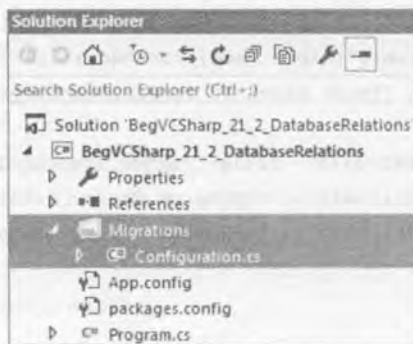 Solution Explorer
Search Solution Explorer (Ctrl+;)
Solution 'BegVCSharp_21_2_DatabaseRelations'
C# BegVCSharp_21_2_DatabaseRelations
Properties
References
Migrations
C# Configuration.cs
App.config
packages.config
C# Program.cs